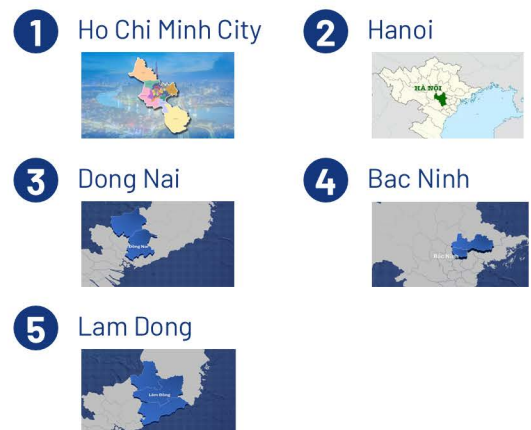 1 Ho Chi Minh City
2 Hanoi
HÀ NỘI
3 Dong Nai
Đồng Nai
4 Bac Ninh
Bắc Ninh
5 Lam Dong
Lâm Đồng